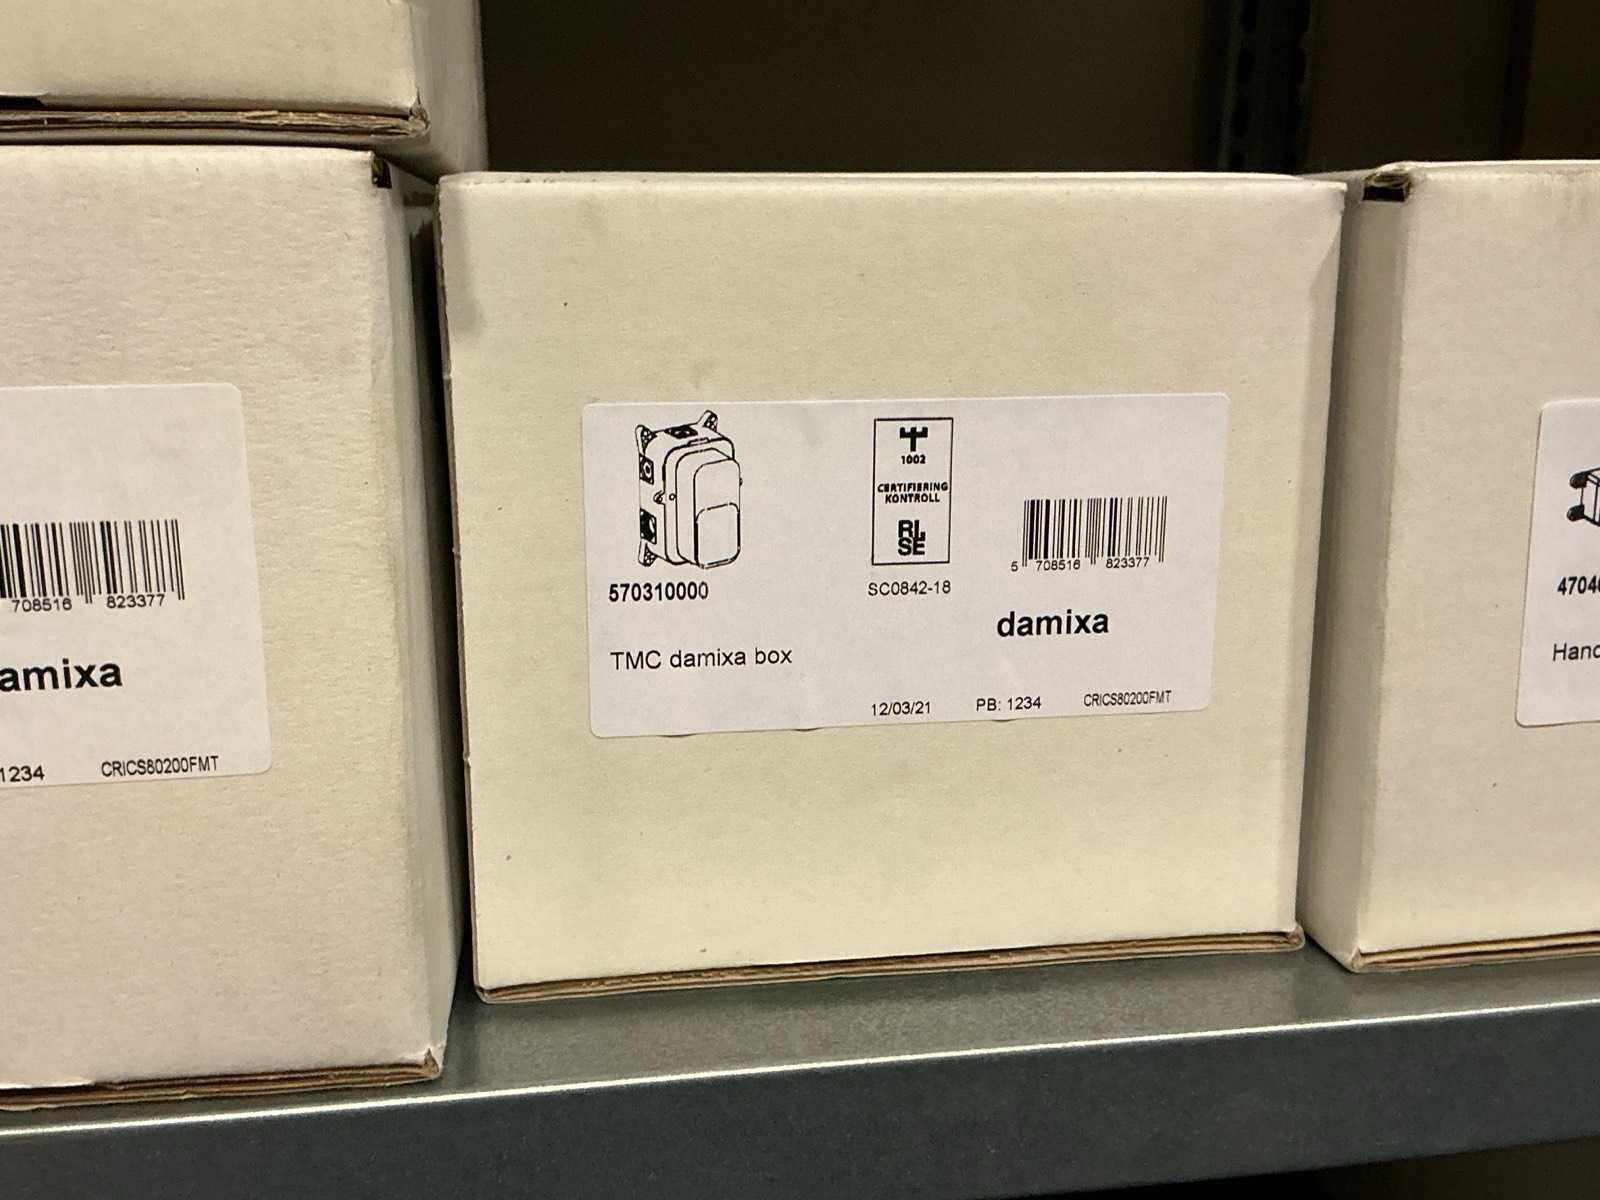 708516 823377
amixa
1234 CRICS80200FMT
1002
CERTIFIERING
KONTROLL
RI
SE
5 708516 823377
570310000
SC0842-18
damixa
TMC damixa box
12/03/21 PB: 1234 CRICS80200FMT
4704
Hand